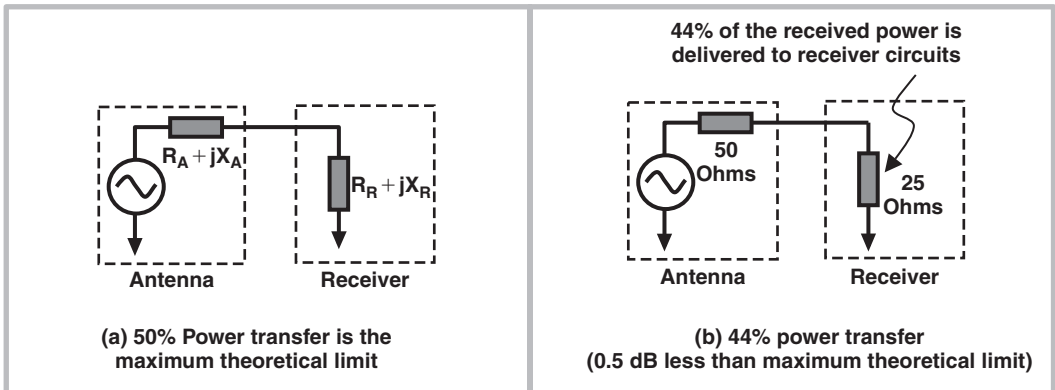 R_A + jX_A
R_R + jX_R
Antenna
Receiver
(a) 50% Power transfer is the
maximum theoretical limit
44% of the received power is
delivered to receiver circuits
50
Ohms
25
Ohms
Antenna
Receiver
(b) 44% power transfer
(0.5 dB less than maximum theoretical limit)